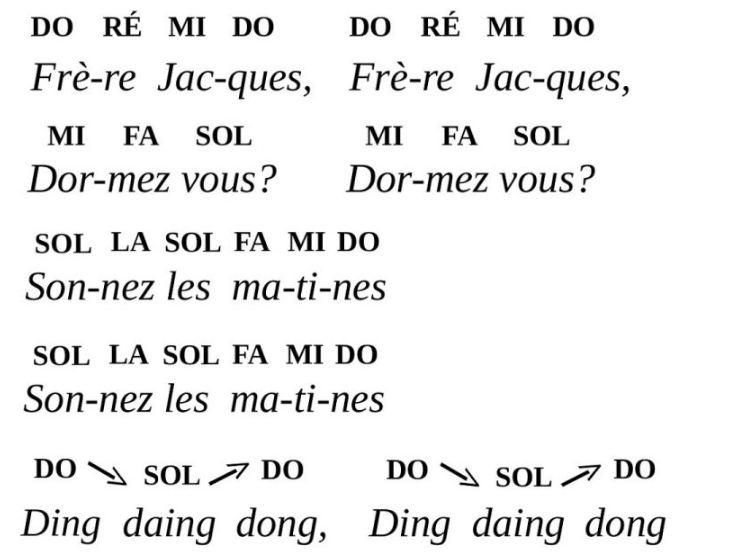 DO RÉ MI DO DO RÉ MI DO
Frè-re Jac-ques, Frè-re Jac-ques,
MI FA SOL MI FA SOL
Dor-mez vous? Dor-mez vous?
SOL LA SOL FA MI DO
Son-nez les ma-ti-nes
SOL LA SOL FA MI DO
Son-nez les ma-ti-nes
DO SOL DO DO SOL DO
Ding daing dong, Ding daing dong